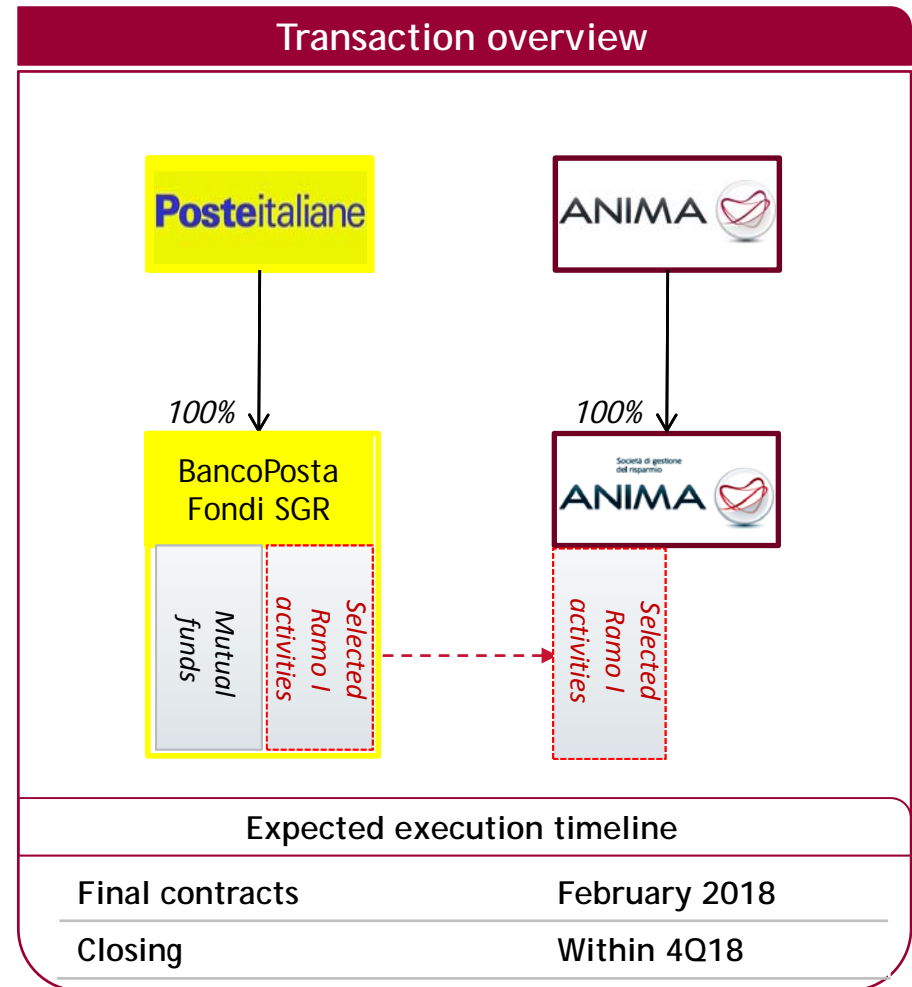 Transaction overview
Posteitaliane
ANIMA
100%
100%
BancoPosta
Fondi SGR
Società di gestione
del risparmio
ANIMA
Mutual
funds
Selected
Ramo I
activities
Selected
Ramo I
activities
Expected execution timeline
Final contracts February 2018
Closing Within 4Q18